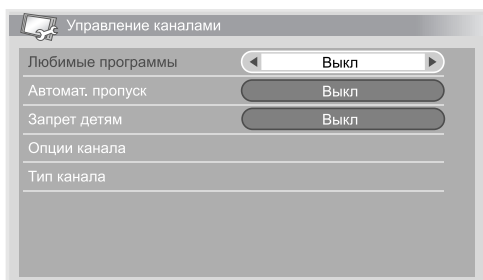 Управление каналами
Любимые программы Выкл
Автомат. пропуск Выкл
Запрет детям Выкл
Опции канала
Тип канала